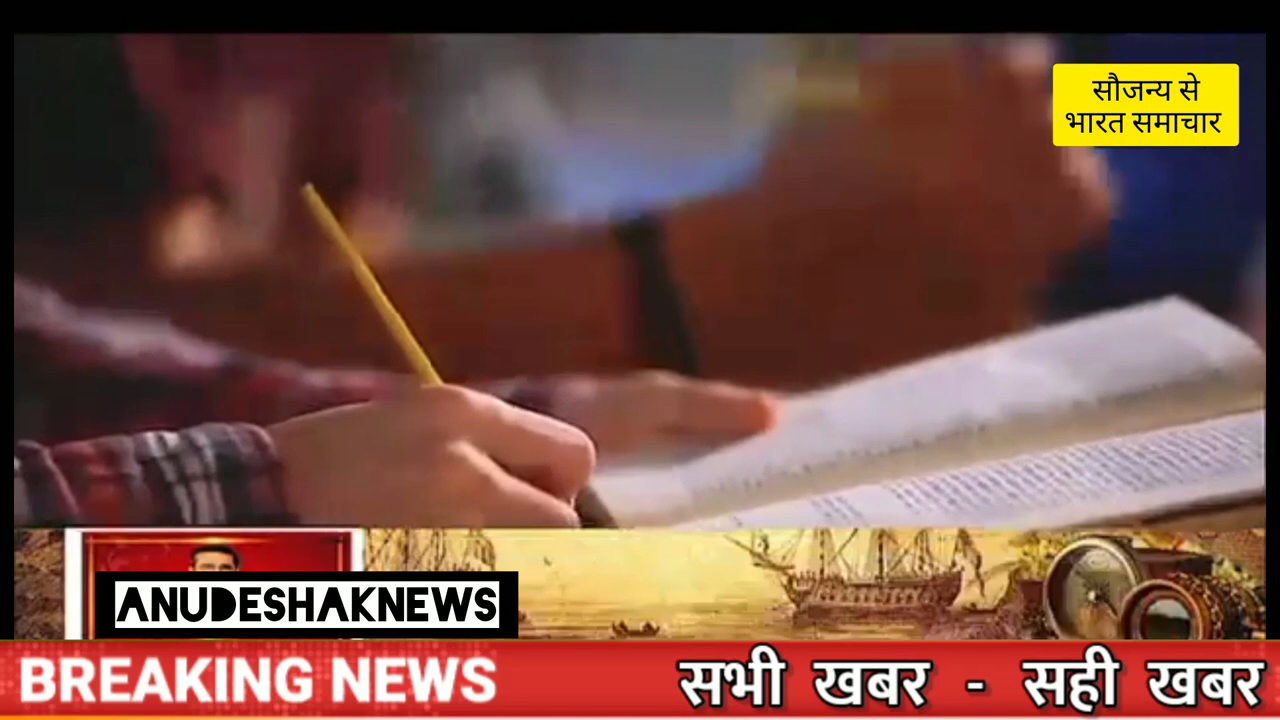 सौजन्य से
भारत समाचार
ANUDESHAKNEWS
BREAKING NEWS
सभी खबर - सही खबर